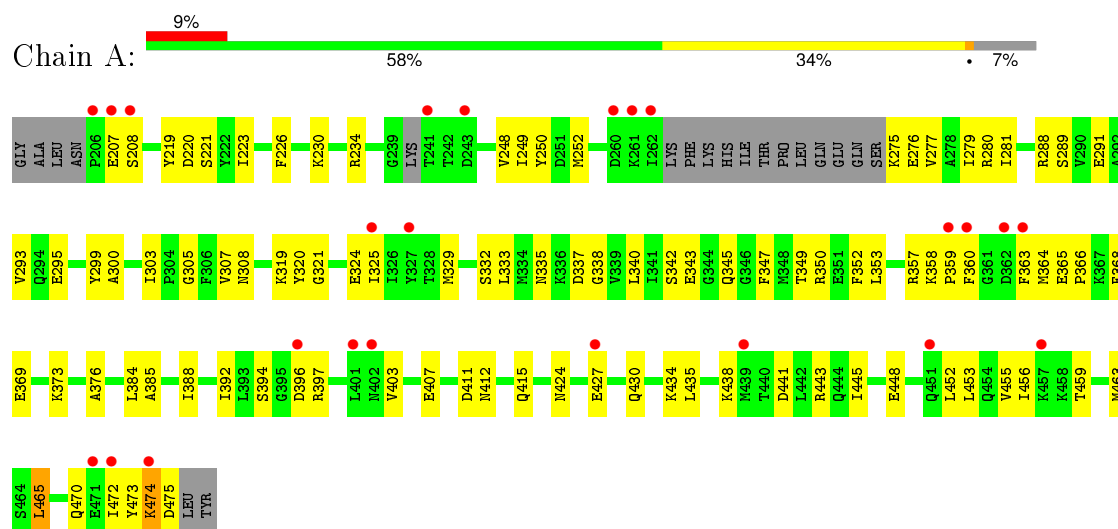 9%
Chain A:
58% 34% • 7%
GLY ALA LEU ASN P206 E207 S208 Y219 D220 S221 Y222 I223 F226 K230 R234 G239 LYS T241 T242 D243 V248 I249 Y250 D251 M252 D260 K261 I262 LYS PHE LYS HIS ILE THR PRO LEU GLN GLU GLN SER K275 E276 V277 A278 I279 R280 I281 R288 S289 V290 E291 A292
V293 Q294 E295 Y299 A300 I303 P304 G305 F306 V307 N308 K319 Y320 G321 E324 I325 I326 Y327 T328 M329 S332 L333 M334 N335 K336 D337 G338 V339 L340 I341 S342 E343 G344 Q345 G346 F347 M348 T349 R350 E351 F352 L353 R357 K358 P359 F360 G361 D362 F363 M364 E365 P366 K367 F368
E369 K373 A376 L384 A385 I388 I392 L393 S394 G395 D396 R397 L401 N402 V403 E407 D411 N412 Q415 N424 E427 Q430 K434 L435 K438 M439 T440 D441 L442 R443 Q444 I445 E448 Q451 L452 L453 Q454 V455 I456 K457 K458 T459 M463
S464 L465 Q470 E471 I472 Y473 K474 D475 LEU TYR